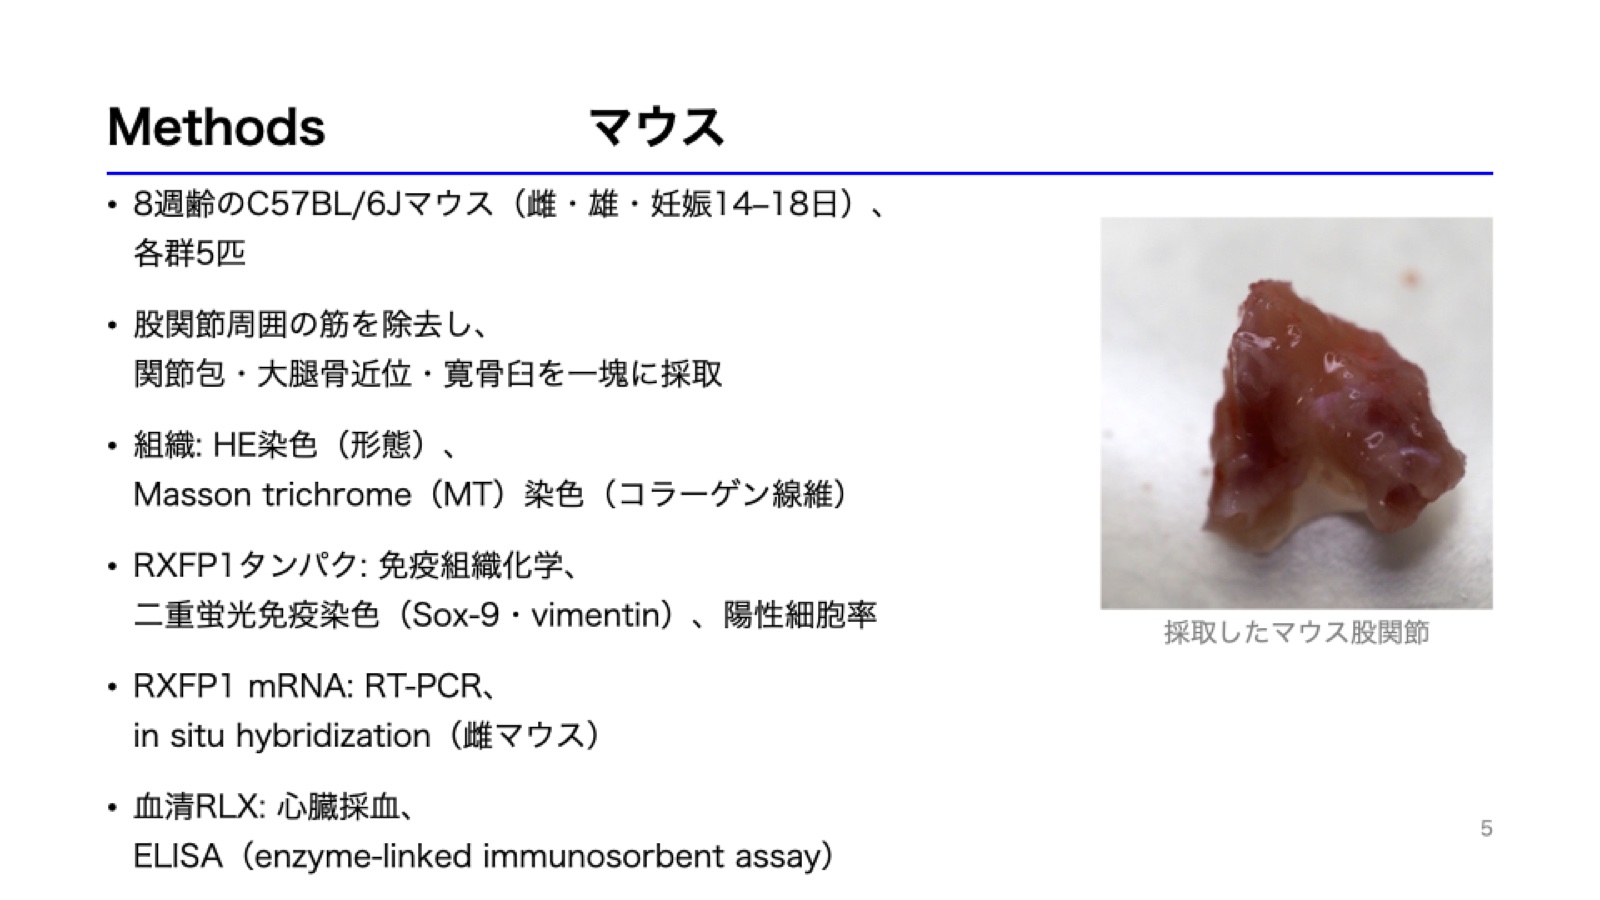 Methods マウス
• 8週齢のC57BL/6Jマウス（雌・雄・妊娠14–18日）、
各群5匹
• 股関節周囲の筋を除去し、
関節包・大腿骨近位・寛骨臼を一塊に採取
• 組織: HE染色（形態）、
Masson trichrome（MT）染色（コラーゲン線維）
• RXFP1タンパク: 免疫組織化学、
二重蛍光免疫染色（Sox-9・vimentin）、陽性細胞率
• RXFP1 mRNA: RT-PCR、
in situ hybridization（雌マウス）
• 血清RLX: 心臓採血、
ELISA（enzyme-linked immunosorbent assay）
採取したマウス股関節
5